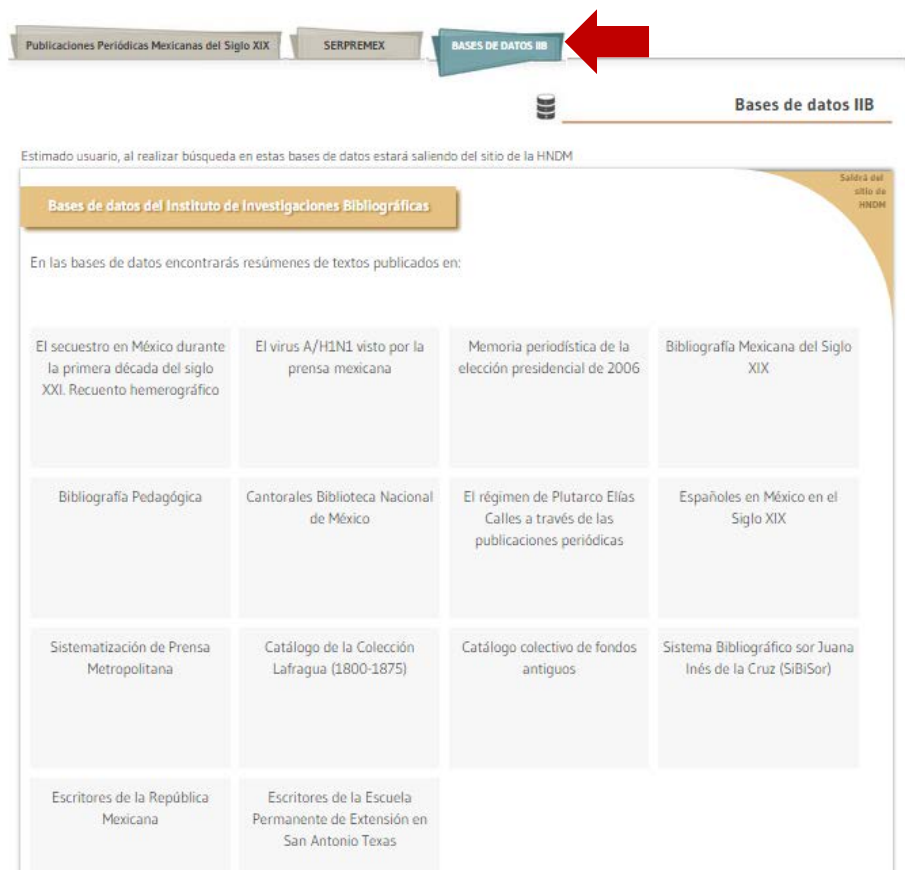 Publicaciones Periódicas Mexicanas del Siglo XIX
SERPREMEX
BASES DE DATOS IIB
Bases de datos IIB
Estimado usuario, al realizar búsqueda en estas bases de datos estará saliendo del sitio de la HNDM
Saldrá del
sitio de
HNDM
Bases de datos del Instituto de Investigaciones Bibliográficas
En las bases de datos encontrarás resúmenes de textos publicados en:
El secuestro en México durante
la primera década del siglo
XXI. Recuento hemerográfico
El virus A/H1N1 visto por la
prensa mexicana
Memoria periodística de la
elección presidencial de 2006
Bibliografía Mexicana del Siglo
XIX
Bibliografía Pedagógica
Cantorales Biblioteca Nacional
de México
El régimen de Plutarco Elías
Calles a través de las
publicaciones periódicas
Españoles en México en el
Siglo XIX
Sistematización de Prensa
Metropolitana
Catálogo de la Colección
Lafragua (1800-1875)
Catálogo colectivo de fondos
antiguos
Sistema Bibliográfico sor Juana
Inés de la Cruz (SiBiSor)
Escritores de la República
Mexicana
Escritores de la Escuela
Permanente de Extensión en
San Antonio Texas